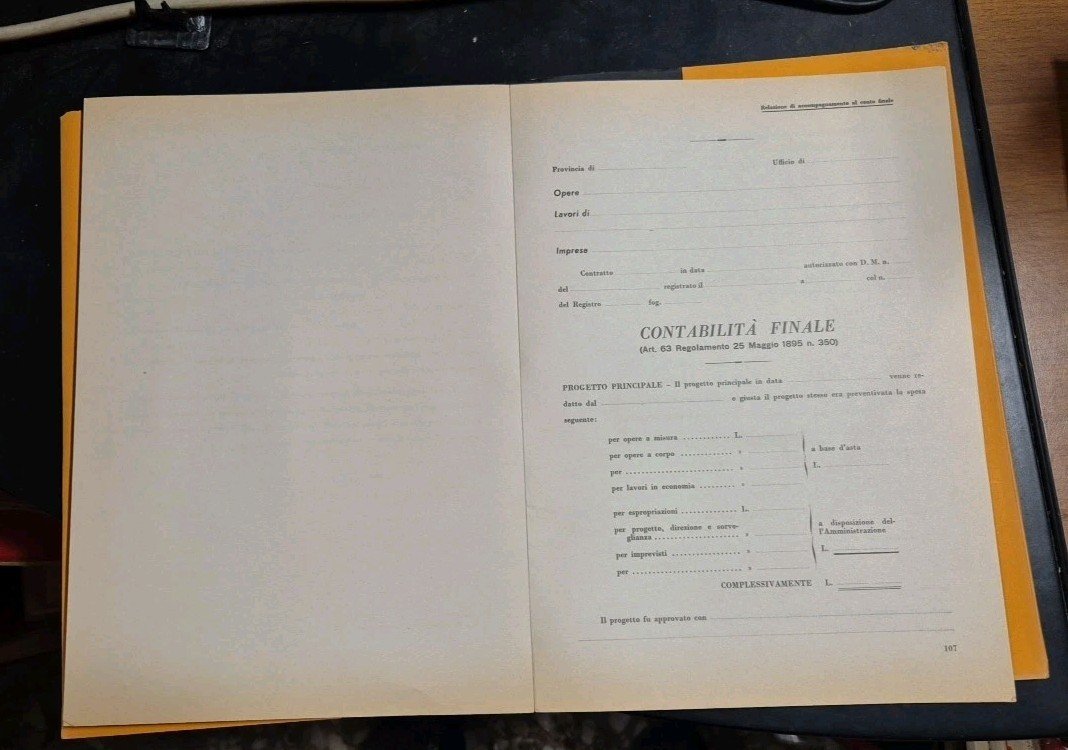 Relazione di accompagnamento al conto finale
Provincia di Ufficio di
Opere
Lavori di
Impresa
Contratto in data autorizzato con D. M. n.
del registrato il a col n.
del Registro fog.
CONTABILITÀ FINALE
(Art. 63 Regolamento 25 Maggio 1895 n. 350)
PROGETTO PRINCIPALE – Il progetto principale in data venne re-
datto dal e giusta il progetto stesso era preventivata la spesa
seguente:
per opere a misura ............ L.
per opere a corpo ............. » a base d'asta
per ........................... » L.
per lavori in economia ......... »
per espropriazioni .............. L.
per progetto, direzione e sorve- a disposizione del-
glianza ....................... » l'Amministrazione
per imprevisti ................... » L.
per ............................. »
COMPLESSIVAMENTE L.
Il progetto fu approvato con
107